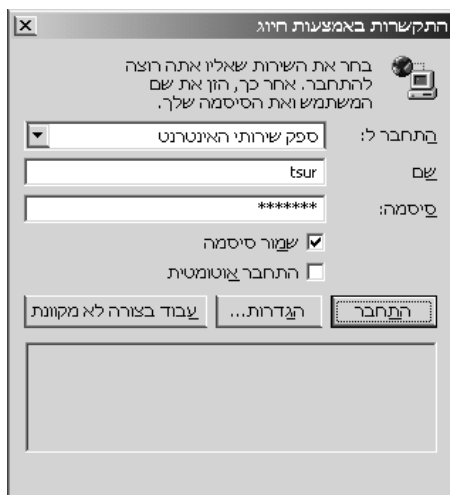 התקשרות באמצעות חיוג
בחר את השירות שאליו אתה רוצה
להתחבר. אחר כך, הזן את שם
המשתמש ואת הסיסמה שלך.
התחבר ל: ספק שירותי האינטרנט
שם tsur
סיסמה: *******
שמור סיסמה
התחבר אוטומטית
התחבר הגדרות... עבוד בצורה לא מקוונת